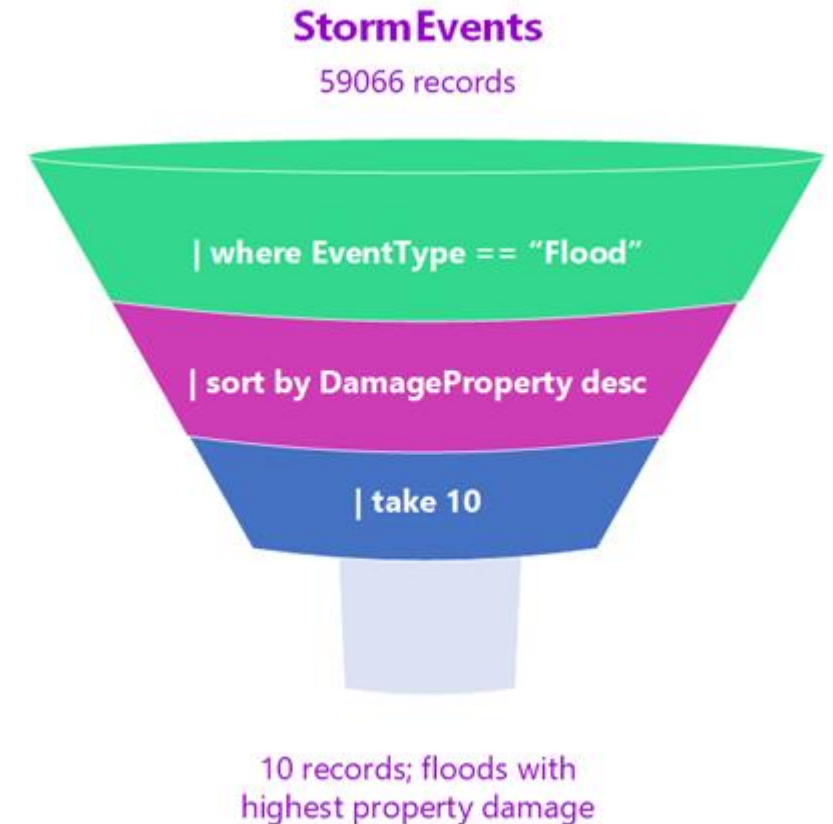 StormEvents
59066 records
| where EventType == “Flood”
| sort by DamageProperty desc
| take 10
10 records; floods with
highest property damage